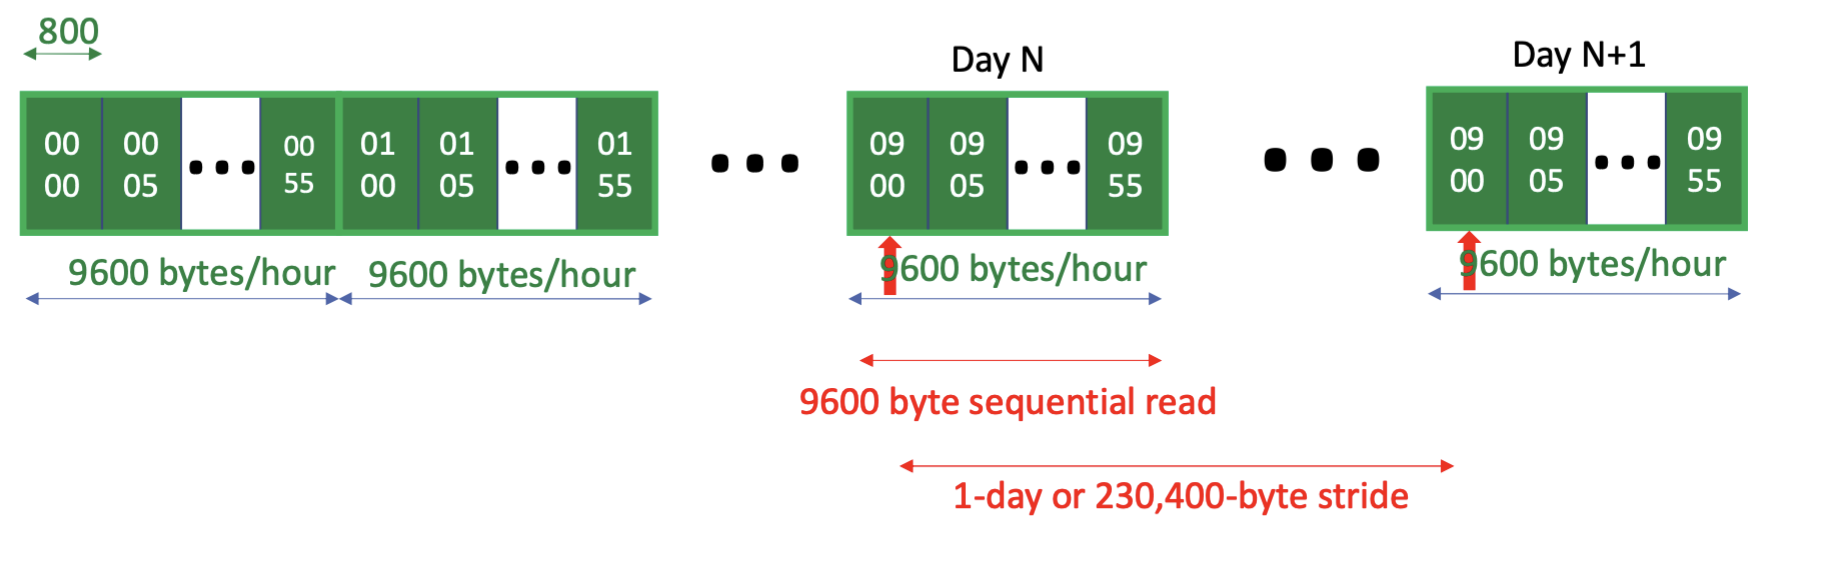 800
Day N
Day N+1
00 00 00 01 01 01 09 09 09 09 09 09
00 05 55 00 05 55 00 05 55 00 05 55
9600 bytes/hour 9600 bytes/hour 9600 bytes/hour 9600 bytes/hour
9600 byte sequential read
1-day or 230,400-byte stride